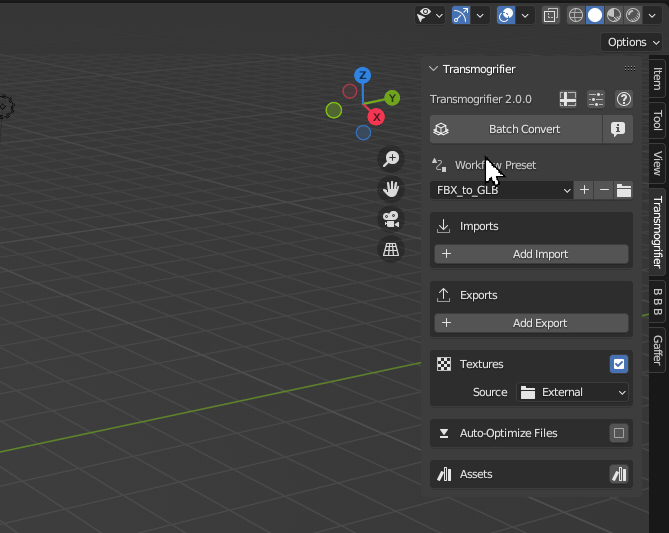 Options
Transmogrifier
Transmogrifier 2.0.0
Batch Convert
Workflow Preset
FBX_to_GLB
Imports
Add Import
Exports
Add Export
Textures
Source External
Auto-Optimize Files
Assets
Z
Y
X
Item
Tool
View
Transmogrifier
B B B
Gaffer